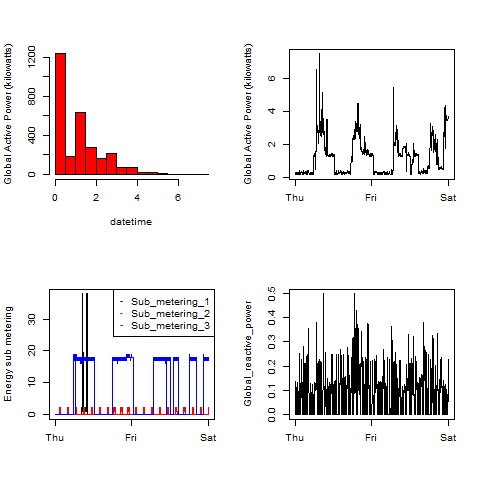 Global Active Power (kilowatts)
0 400 800 1200
0 2 4 6
datetime
Global Active Power (kilowatts)
0 2 4 6
Thu Fri Sat
Energy sub metering
0 10 20 30
Thu Fri Sat
- Sub_metering_1
- Sub_metering_2
- Sub_metering_3
Global_reactive_power
0.0 0.1 0.2 0.3 0.4 0.5
Thu Fri Sat